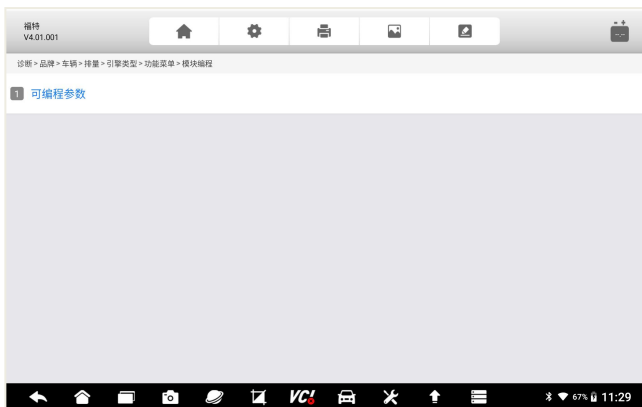 福特
V4.01.001
诊断 > 品牌 > 车辆 > 排量 > 引擎类型 > 功能菜单 > 模块编程
1 可编程参数
VCI 67% 11:29